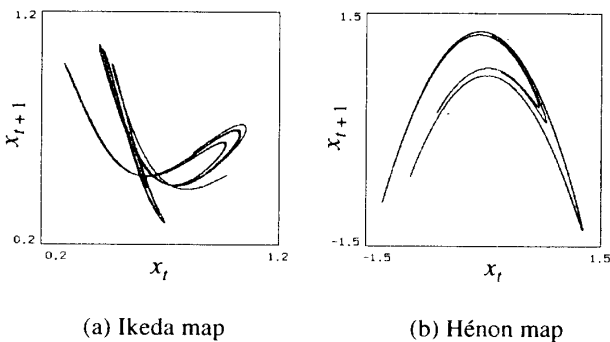 1.2
x_{t+1}
0.2
0.2
x_t
1.2
(a) Ikeda map
1.5
x_{t+1}
-1.5
-1.5
x_t
1.5
(b) Hénon map